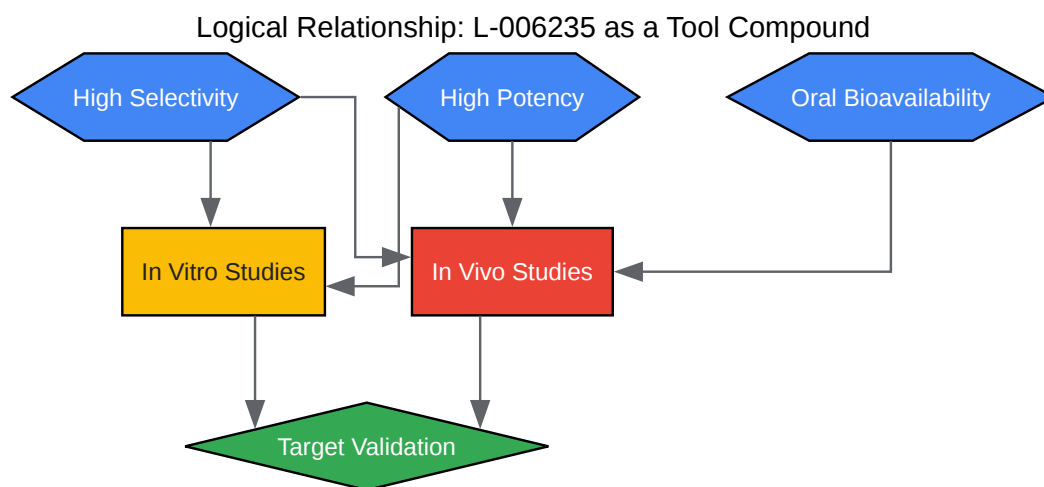 Logical Relationship: L-006235 as a Tool Compound
High Selectivity
High Potency
Oral Bioavailability
In Vitro Studies
In Vivo Studies
Target Validation